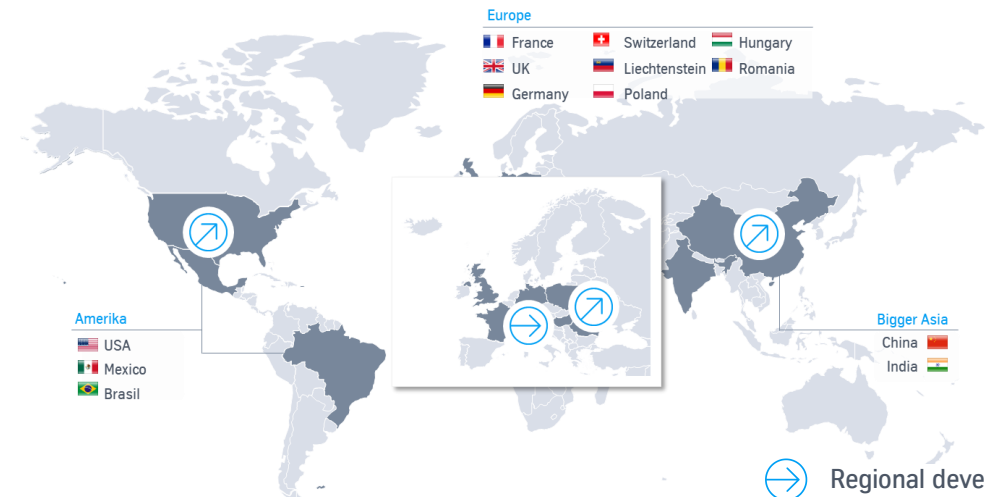 Europe
France
Switzerland
Hungary
UK
Liechtenstein
Romania
Germany
Poland
Amerika
USA
Mexico
Brasil
Bigger Asia
China
India
Regional deve